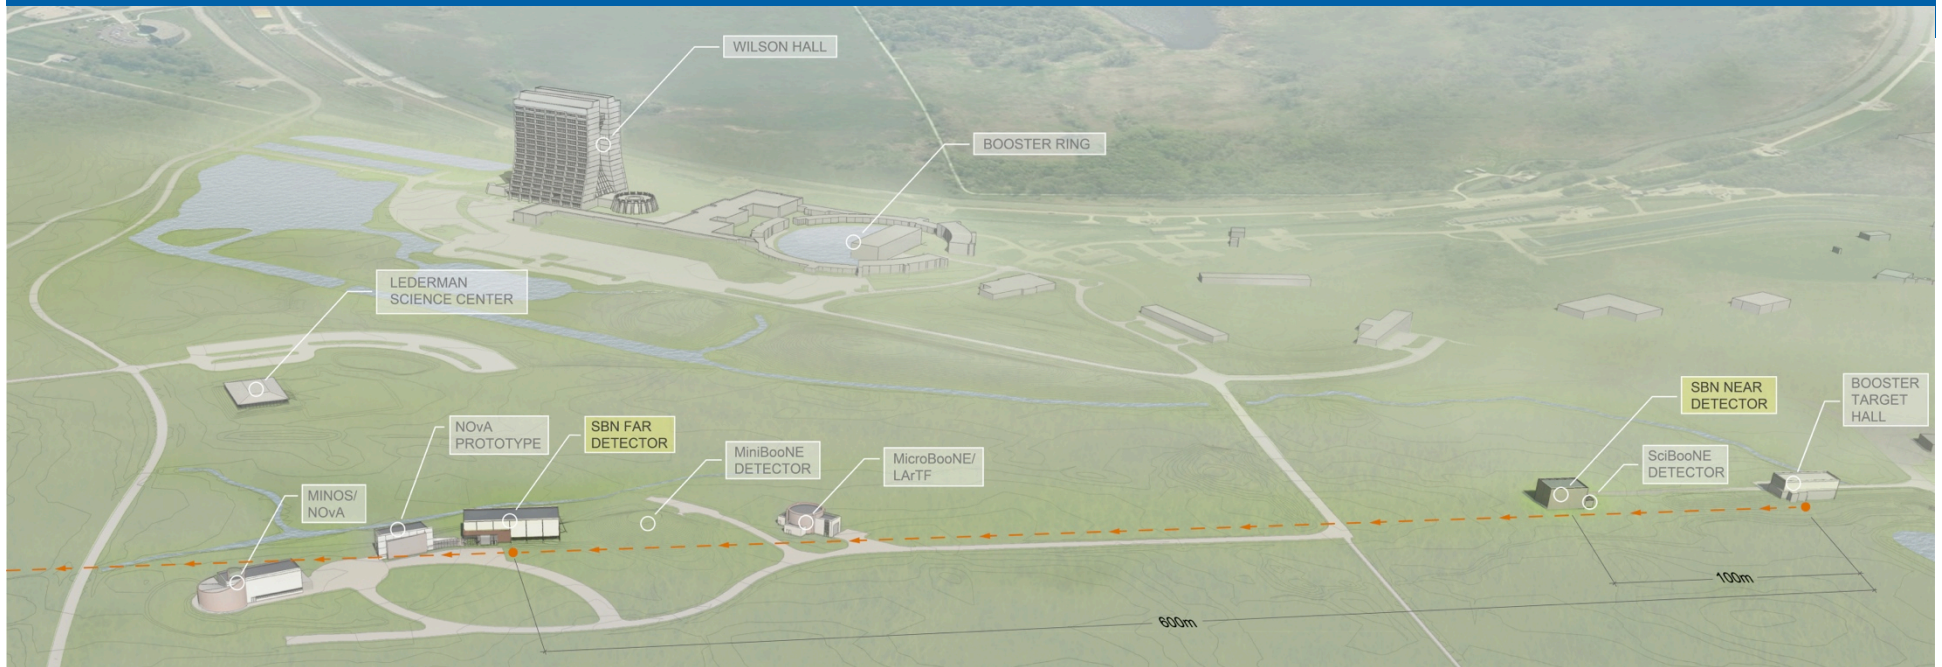 WILSON HALL
BOOSTER RING
LEDERMAN
SCIENCE CENTER
SBN NEAR
DETECTOR
BOOSTER
TARGET
HALL
NOvA
PROTOTYPE
SBN FAR
DETECTOR
MiniBooNE
DETECTOR
MicroBooNE/
LArTF
SciBooNE
DETECTOR
MINOS/
NOvA
100m
600m